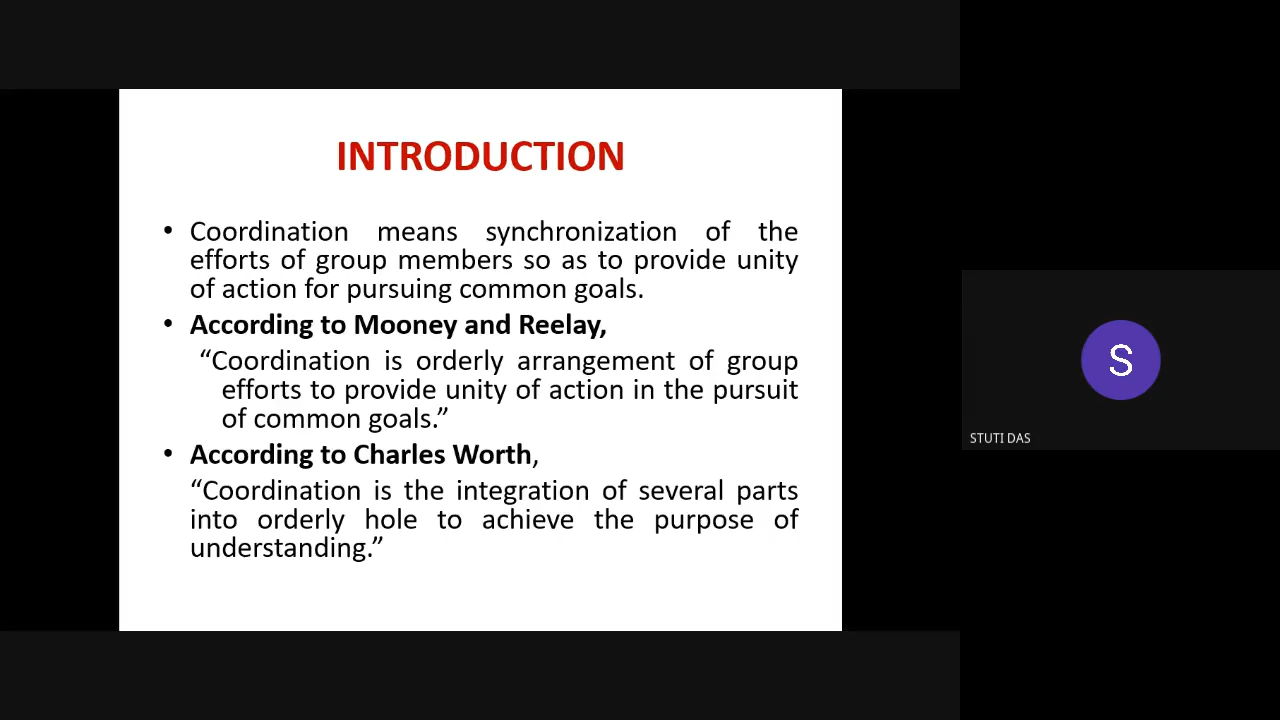 INTRODUCTION
• Coordination means synchronization of the
efforts of group members so as to provide unity
of action for pursuing common goals.
• According to Mooney and Reelay,
“Coordination is orderly arrangement of group
efforts to provide unity of action in the pursuit
of common goals.”
• According to Charles Worth,
“Coordination is the integration of several parts
into orderly hole to achieve the purpose of
understanding.”
S
STUTI DAS